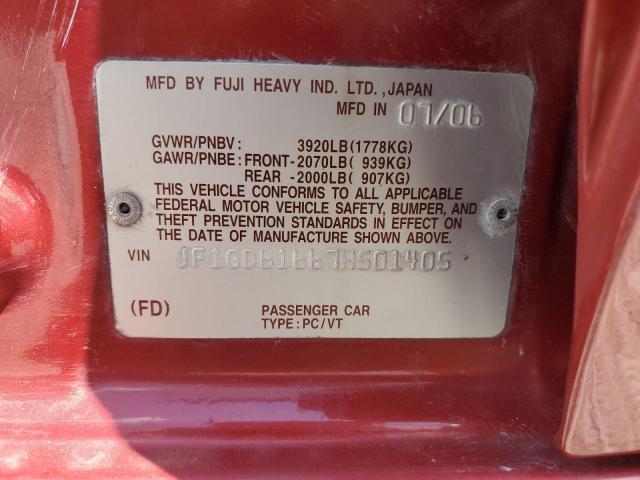 MFD BY FUJI HEAVY IND. LTD. ,JAPAN
MFD IN 07/06
GVWR/PNBV : 3920LB(1778KG)
GAWR/PNBE : FRONT-2070LB( 939KG)
REAR -2000LB( 907KG)
THIS VEHICLE CONFORMS TO ALL APPLICABLE
FEDERAL MOTOR VEHICLE SAFETY, BUMPER, AND
THEFT PREVENTION STANDARDS IN EFFECT ON
THE DATE OF MANUFACTURE SHOWN ABOVE.
VIN JF1GD61667H501405
(FD) PASSENGER CAR
TYPE : PC/VT